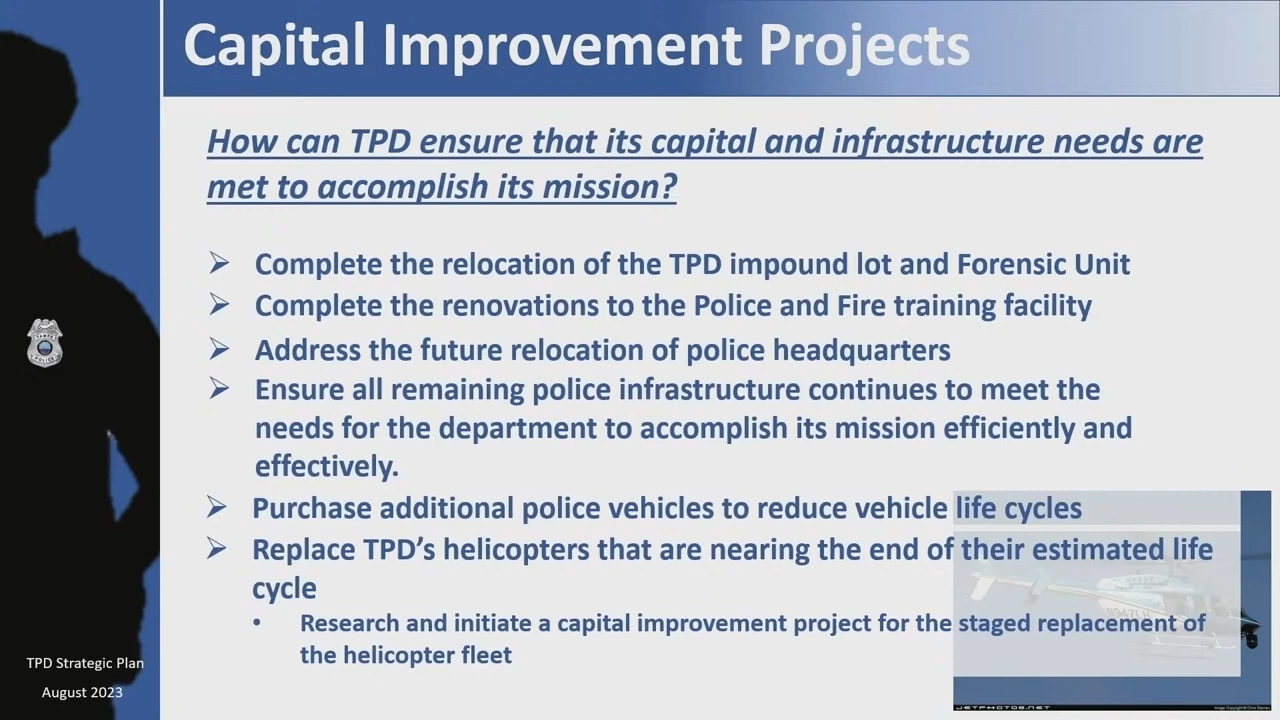 Capital Improvement Projects
How can TPD ensure that its capital and infrastructure needs are
met to accomplish its mission?
➢ Complete the relocation of the TPD impound lot and Forensic Unit
➢ Complete the renovations to the Police and Fire training facility
➢ Address the future relocation of police headquarters
➢ Ensure all remaining police infrastructure continues to meet the
needs for the department to accomplish its mission efficiently and
effectively.
➢ Purchase additional police vehicles to reduce vehicle life cycles
➢ Replace TPD’s helicopters that are nearing the end of their estimated life
cycle
• Research and initiate a capital improvement project for the staged replacement of
the helicopter fleet
TAMPA
POLICE
TPD Strategic Plan
August 2023
JETPHOTOS.NET